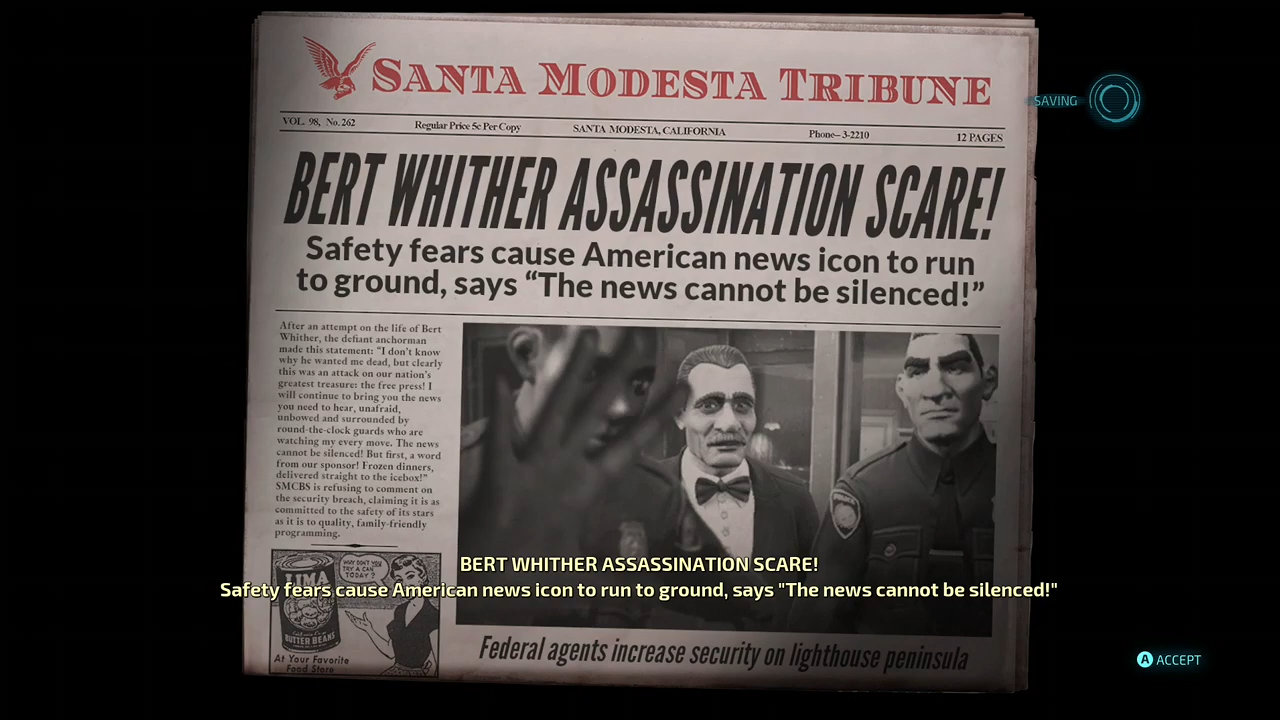 SANTA MODESTA TRIBUNE
SAVING
VOL. 98, No. 262 Regular Price 5c Per Copy SANTA MODESTA, CALIFORNIA Phone– 3-2210 12 PAGES
BERT WHITHER ASSASSINATION SCARE!
Safety fears cause American news icon to run
to ground, says “The news cannot be silenced!”
After an attempt on the life of Bert
Whither, the defiant anchorman
made this statement: “I don’t know
why he wanted me dead, but clearly
this was an attack on our nation’s
greatest treasure: the free press! I
will continue to bring you the news
you need to hear, unafraid,
unbowed and surrounded by
round-the-clock guards who are
watching my every move. The news
cannot be silenced! But first, a word
from our sponsor! Frozen dinners,
delivered straight to the icebox!”
SMCBS is refusing to comment on
the security breach, claiming it is as
committed to the safety of its stars
as it is to quality, family-friendly
programming.
WHY DON'T YOU
TRY A CAN
TODAY?
LIMA
BUTTER BEANS
At Your Favorite
Food Store
BERT WHITHER ASSASSINATION SCARE!
Safety fears cause American news icon to run to ground, says "The news cannot be silenced!"
Federal agents increase security on lighthouse peninsula
A ACCEPT